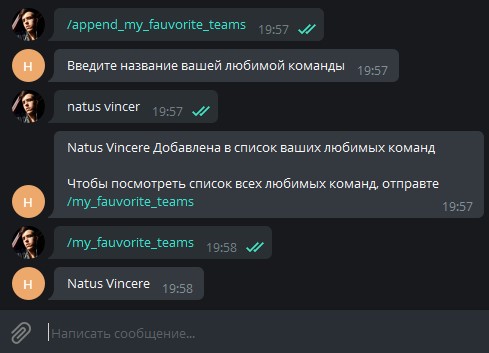 /append_my_fauvorite_teams 19:57
Н
Введите название вашей любимой команды 19:57
natus vincer 19:57
Natus Vincere Добавлена в список ваших любимых команд
Чтобы посмотреть список всех любимых команд, отправте
/my_fauvorite_teams
19:57
Н
/my_fauvorite_teams 19:58
Н
Natus Vincere 19:58
Написать сообщение...